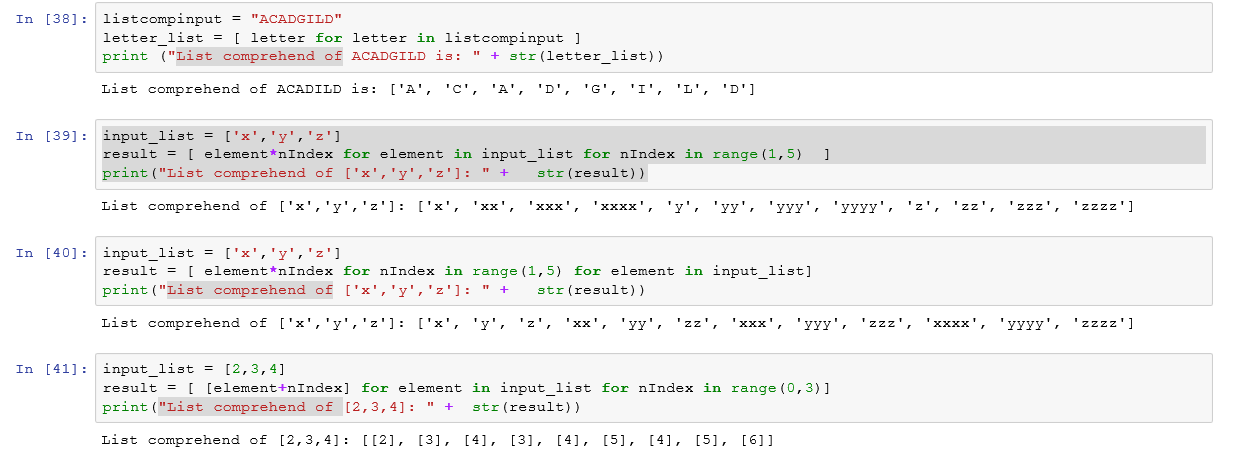 In [38]: listcompinput = "ACADGILD"
letter_list = [ letter for letter in listcompinput ]
print ("List comprehend of ACADGILD is: " + str(letter_list))
List comprehend of ACADILD is: ['A', 'C', 'A', 'D', 'G', 'I', 'L', 'D']
In [39]: input_list = ['x','y','z']
result = [ element*nIndex for element in input_list for nIndex in range(1,5)  ]
print("List comprehend of ['x','y','z']: " +   str(result))
List comprehend of ['x','y','z']: ['x', 'xx', 'xxx', 'xxxx', 'y', 'yy', 'yyy', 'yyyy', 'z', 'zz', 'zzz', 'zzzz']
In [40]: input_list = ['x','y','z']
result = [ element*nIndex for nIndex in range(1,5) for element in input_list]
print("List comprehend of ['x','y','z']: " +   str(result))
List comprehend of ['x','y','z']: ['x', 'y', 'z', 'xx', 'yy', 'zz', 'xxx', 'yyy', 'zzz', 'xxxx', 'yyyy', 'zzzz']
In [41]: input_list = [2,3,4]
result = [ [element+nIndex] for element in input_list for nIndex in range(0,3)]
print("List comprehend of [2,3,4]: " +  str(result))
List comprehend of [2,3,4]: [[2], [3], [4], [3], [4], [5], [4], [5], [6]]